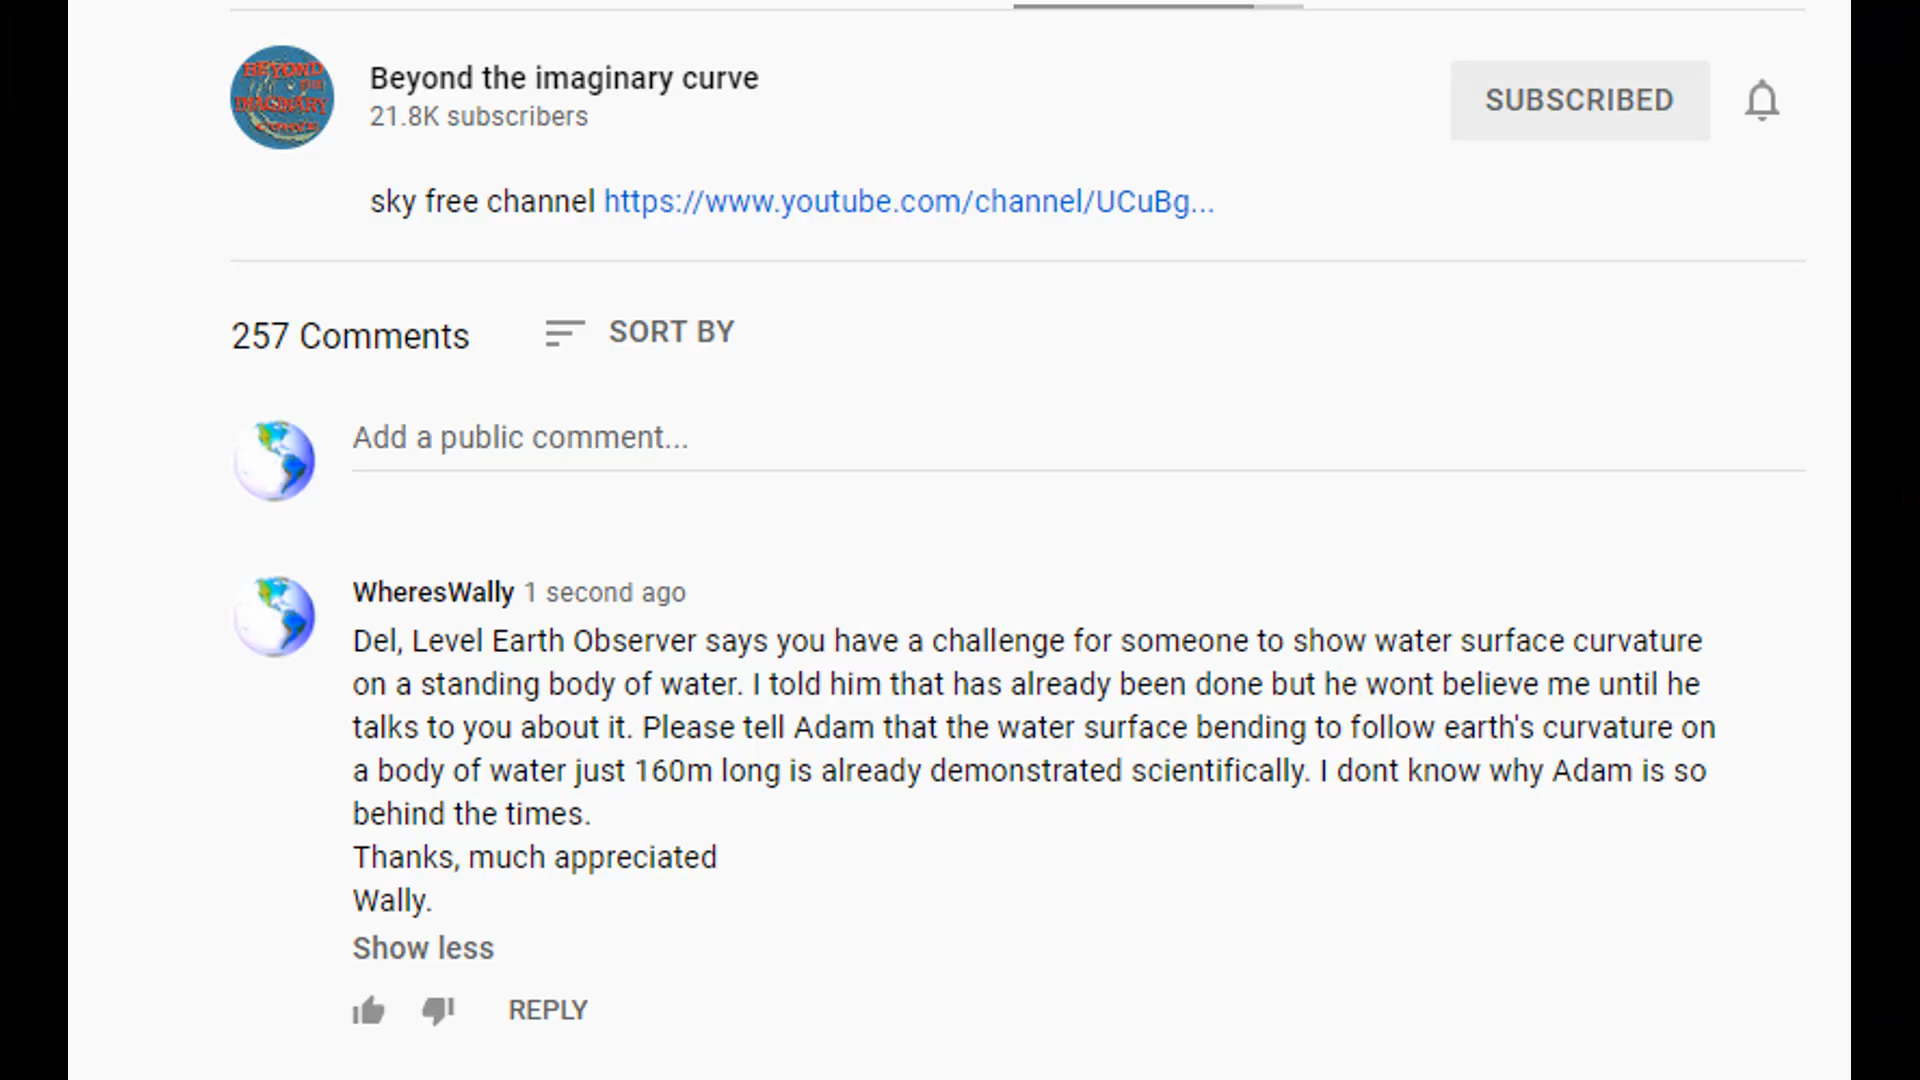 BEYOND
THE
IMAGINARY
CURVE
Beyond the imaginary curve
21.8K subscribers
SUBSCRIBED
sky free channel https://www.youtube.com/channel/UCuBg...
257 Comments
SORT BY
Add a public comment...
WheresWally 1 second ago
Del, Level Earth Observer says you have a challenge for someone to show water surface curvature
on a standing body of water. I told him that has already been done but he wont believe me until he
talks to you about it. Please tell Adam that the water surface bending to follow earth's curvature on
a body of water just 160m long is already demonstrated scientifically. I dont know why Adam is so
behind the times.
Thanks, much appreciated
Wally.
Show less
REPLY